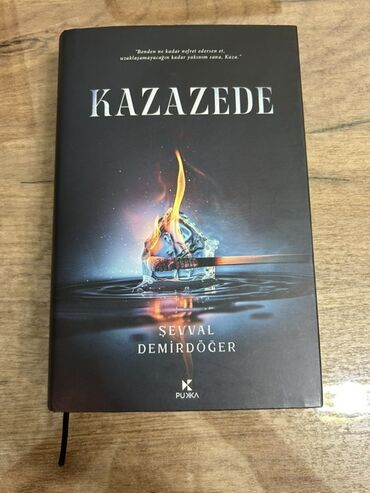 "Benden ne kadar nefret edersen et,
uzaklaşamayacağın kadar yakınım sana, Kaza."
KAZAZEDE
ŞEVVAL
DEMİRDÖĞER
PUKKA